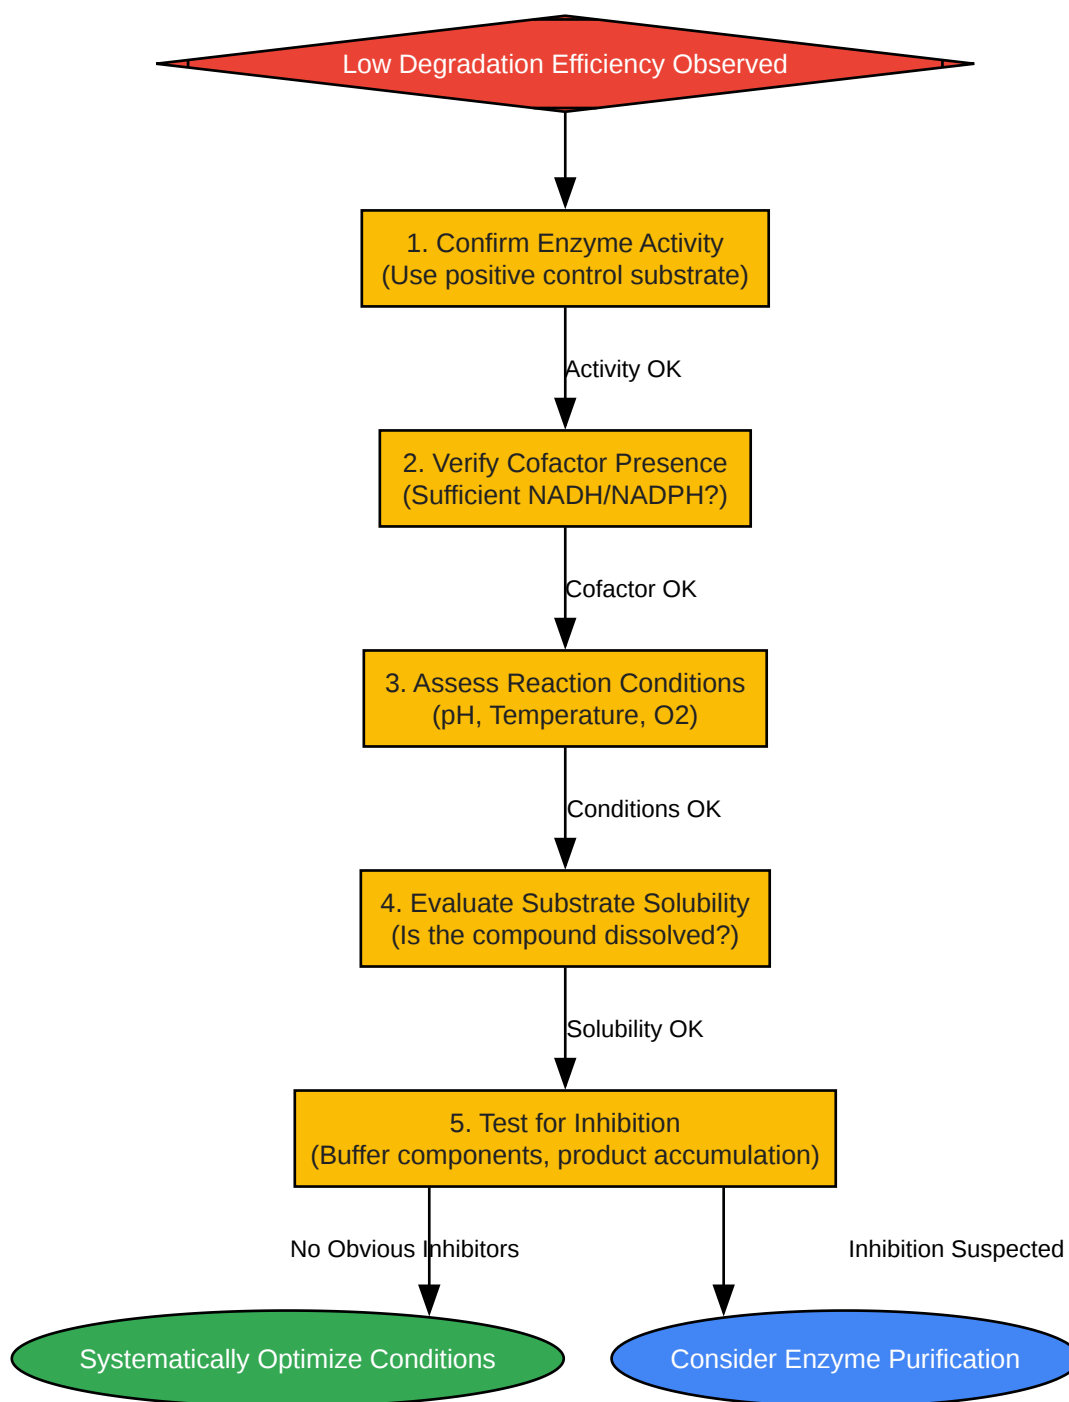 Low Degradation Efficiency Observed
1. Confirm Enzyme Activity
(Use positive control substrate)
Activity OK
2. Verify Cofactor Presence
(Sufficient NADH/NADPH?)
Cofactor OK
3. Assess Reaction Conditions
(pH, Temperature, O2)
Conditions OK
4. Evaluate Substrate Solubility
(Is the compound dissolved?)
Solubility OK
5. Test for Inhibition
(Buffer components, product accumulation)
No Obvious Inhibitors
Inhibition Suspected
Systematically Optimize Conditions
Consider Enzyme Purification